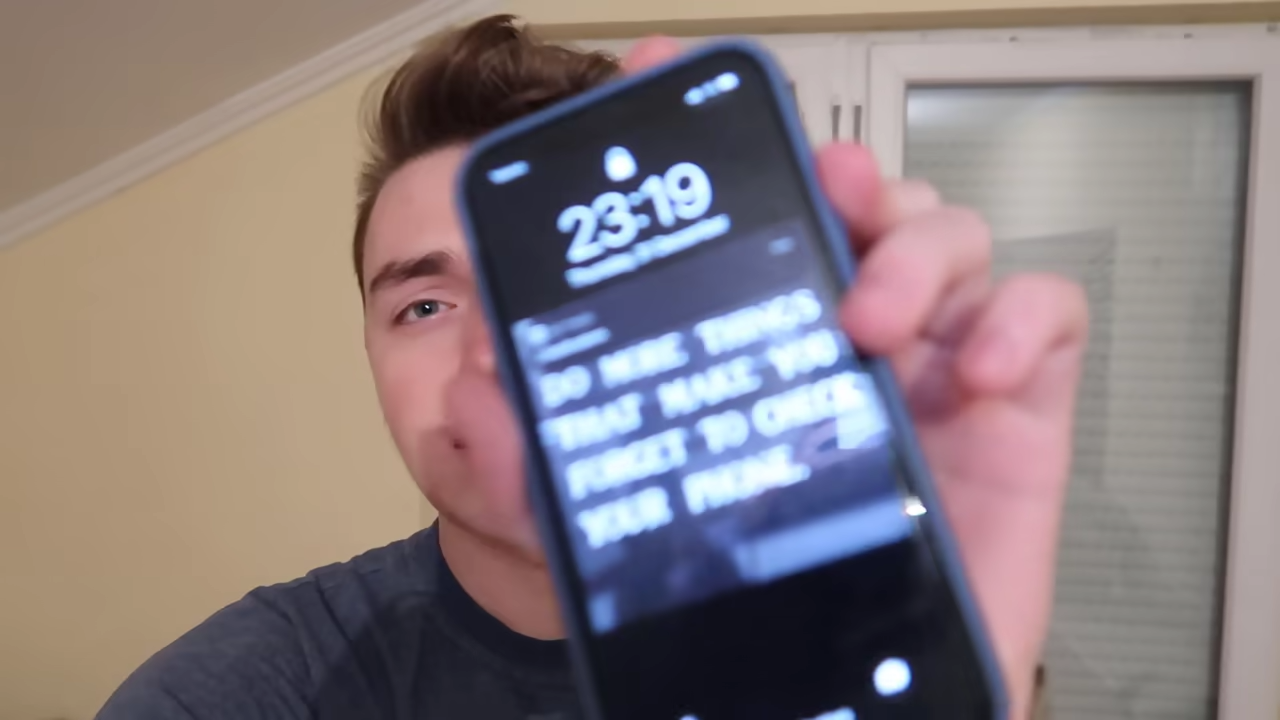 23:19
DO MORE THINGS
THAT MAKE YOU
FORGET TO CHECK
YOUR PHONE.